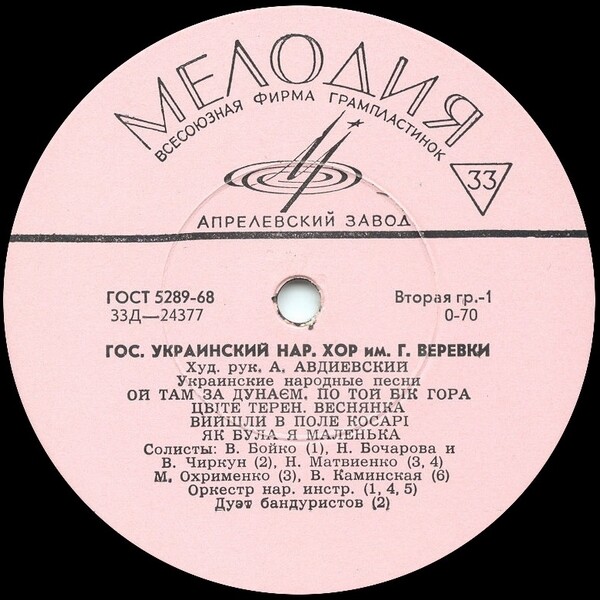 МЕЛОДИЯ
ВСЕСОЮЗНАЯ ФИРМА ГРАМПЛАСТИНОК
33
АПРЕЛЕВСКИЙ ЗАВОД
ГОСТ 5289-68 Вторая гр.-1
33Д—24377 0-70
ГОС. УКРАИНСКИЙ НАР. ХОР им. Г. ВЕРЕВКИ
Худ. рук. А. АВДИЕВСКИЙ
Украинские народные песни
ОЙ ТАМ ЗА ДУНАЄМ. ПО ТОЙ БІК ГОРА
ЦВІТЕ ТЕРЕН. ВЕСНЯНКА
ВИЙШЛИ В ПОЛЕ КОСАРІ
ЯК БУЛА Я МАЛЕНЬКА
Солисты: В. Бойко (1), Н. Бочарова и
В. Чиркун (2), Н. Матвиенко (3, 4)
М. Охрименко (3), В. Каминская (6)
Оркестр нар. инстр. (1, 4, 5)
Дуэт бандуристов (2)